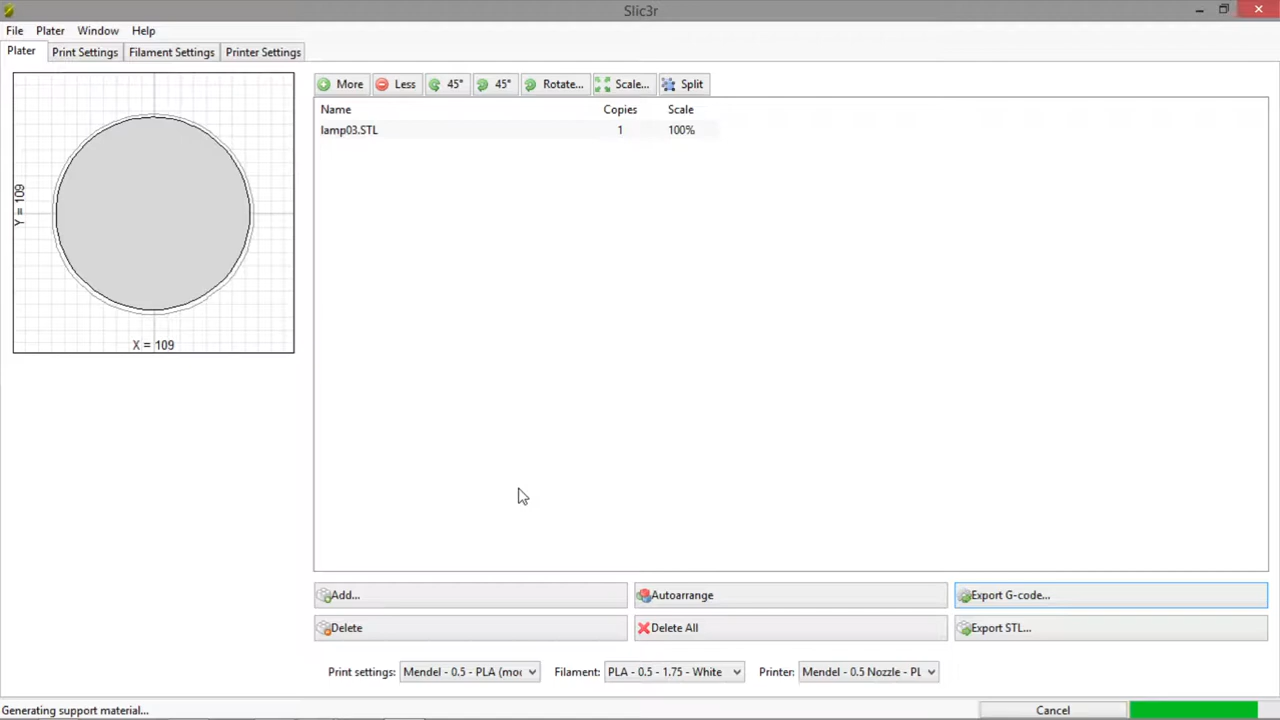 Slic3r
File Plater Window Help
Plater Print Settings Filament Settings Printer Settings
More Less 45° 45° Rotate... Scale... Split
Name Copies Scale
lamp03.STL 1 100%
Y = 109
X = 109
Add... Autoarrange Export G-code...
Delete Delete All Export STL...
Print settings: Mendel - 0.5 - PLA (mod Filament: PLA - 0.5 - 1.75 - White Printer: Mendel - 0.5 Nozzle - PL
Generating support material... Cancel